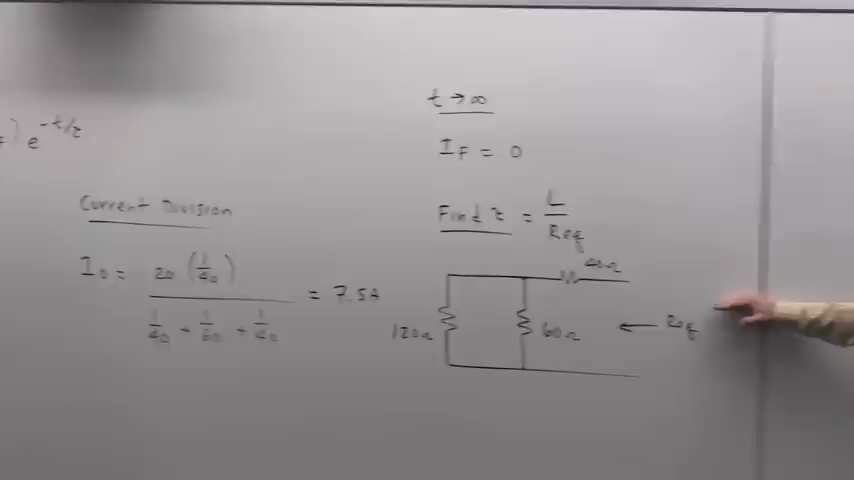 ) e^{-t/τ}
Current Division
I_0 = 20 (1/40) / (1/40 + 1/60 + 1/40) = 7.5A
t → ∞
I_F = 0
Find τ = L / Req
40Ω
120Ω
60Ω
← Req